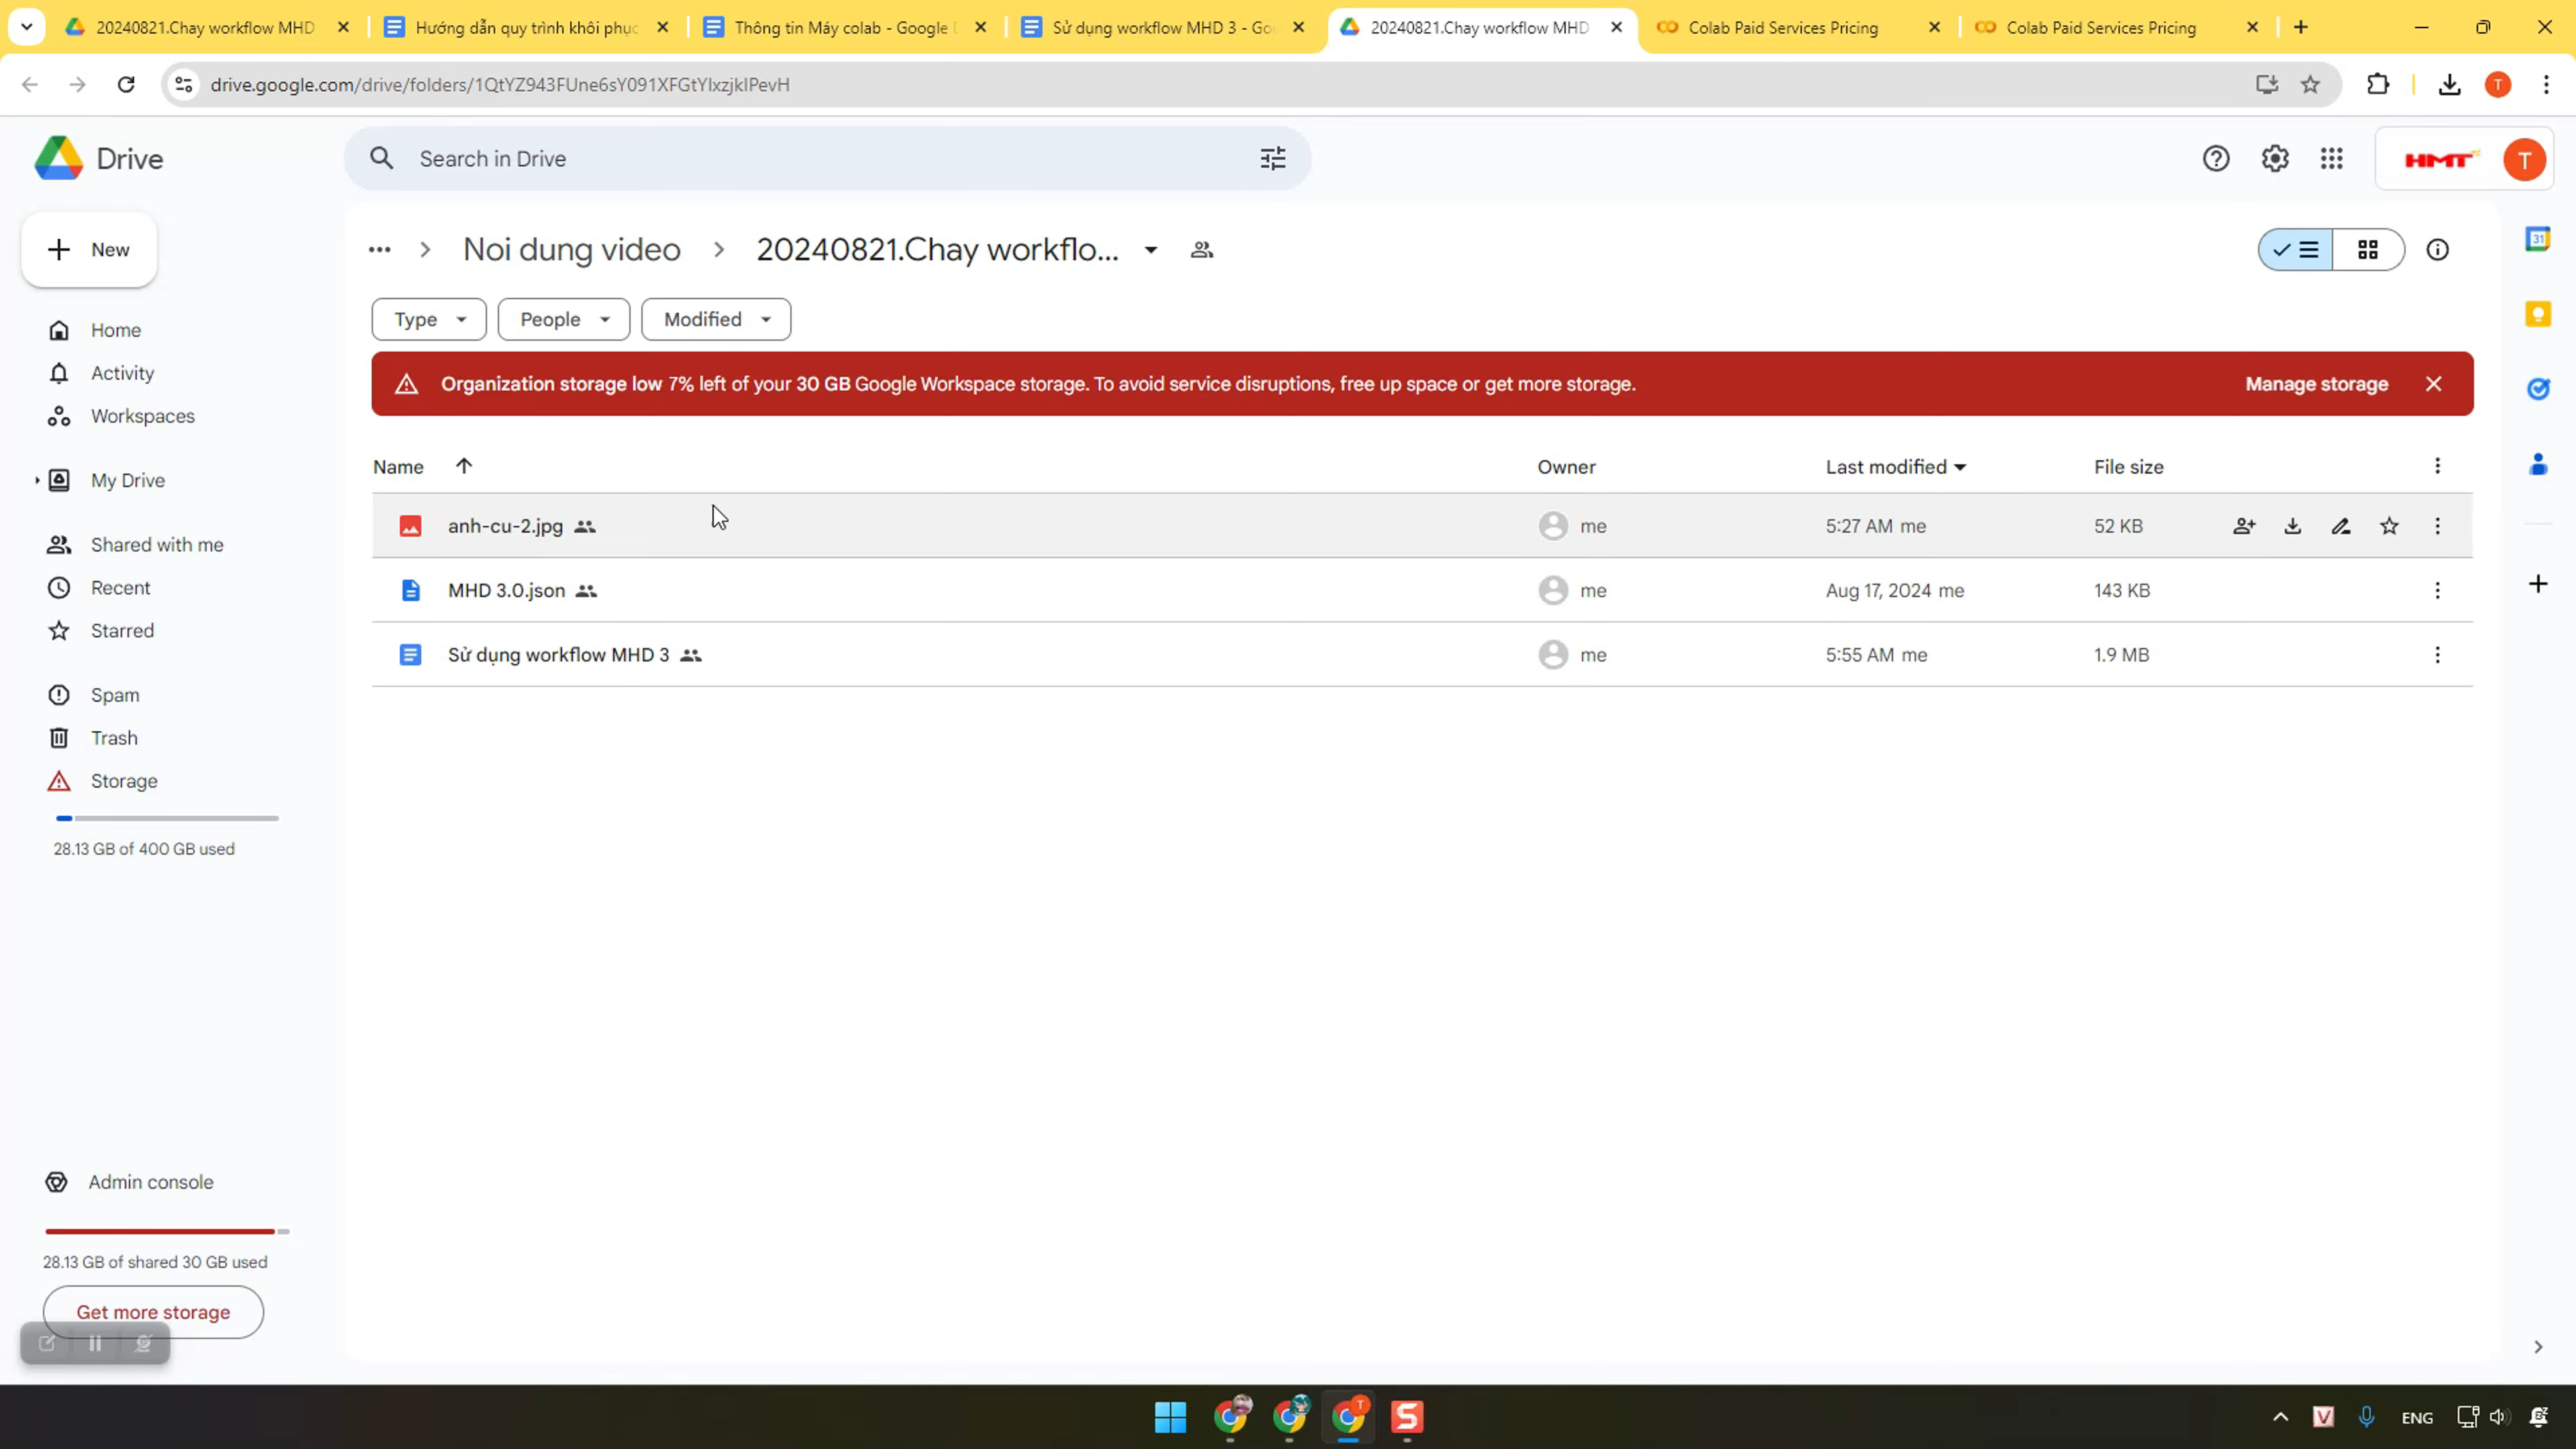 20240821.Chay workflow MHD
Hướng dẫn quy trình khôi phục
Thông tin Máy colab - Google D
Sử dụng workflow MHD 3 - Go
20240821.Chay workflow MHD
Colab Paid Services Pricing
Colab Paid Services Pricing
drive.google.com/drive/folders/1QtYZ943FUne6sY091XFGtYIxzjkIPevH
T
Drive
Search in Drive
HMT
T
New
Noi dung video
20240821.Chay workflo...
31
Type
People
Modified
Home
Activity
Workspaces
My Drive
Shared with me
Recent
Starred
Spam
Trash
Storage
28.13 GB of 400 GB used
Organization storage low 7% left of your 30 GB Google Workspace storage. To avoid service disruptions, free up space or get more storage.
Manage storage
Name
Owner
Last modified
File size
anh-cu-2.jpg
me
5:27 AM me
52 KB
MHD 3.0.json
me
Aug 17, 2024 me
143 KB
Sử dụng workflow MHD 3
me
5:55 AM me
1.9 MB
Admin console
28.13 GB of shared 30 GB used
Get more storage
T
S
V
ENG